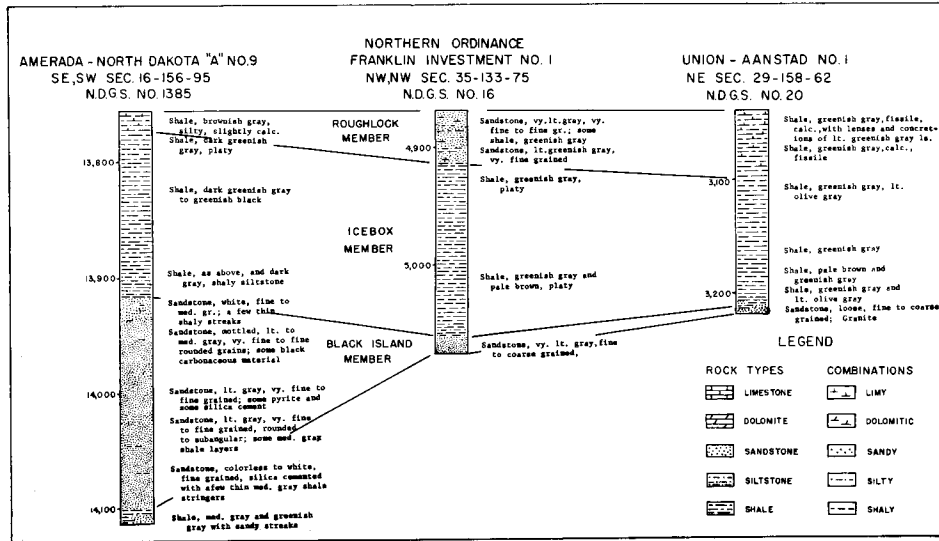 AMERADA - NORTH DAKOTA "A" NO.9
SE,SW SEC. 16-156-95
N.D.G.S. NO. 1385
NORTHERN ORDINANCE
FRANKLIN INVESTMENT NO. 1
NW,NW SEC. 35-133-75
N.D.G.S. NO. 16
UNION - AANSTAD NO. 1
NE SEC. 29-158-62
N.D.G.S. NO. 20
13,800
13,900
14,000
14,100
Shale, brownish gray,
silty, slightly calc.
Shale, dark greenish
gray, platy
Shale, dark greenish gray
to greenish black
Shale, as above, and dark
gray, shaly siltstone
Sandstone, white, fine to
med. gr.; a few thin
shaly streaks
Sandstone, mottled, lt. to
med. gray, vy. fine to fine
rounded grains; some black
carbonaceous material
Sandstone, lt. gray, vy. fine to
fine grained; some pyrite and
some silica cement
Sandstone, lt. gray, vy. fine
to fine grained, rounded
to subangular; some med. gray
shale layers
Sandstone, colorless to white,
fine grained, silica cemented
with afew thin med. gray shale
stringers
Shale, med. gray and greenish
gray with sandy streaks
ROUGHLOCK
MEMBER
ICEBOX
MEMBER
BLACK ISLAND
MEMBER
4,900
5,000
Sandstone, vy.lt.gray, vy.
fine to fine gr.; some
shale, greenish gray
Sandstone, lt.greenish gray,
vy. fine grained
Shale, greenish gray,
platy
Shale, greenish gray and
pale brown, platy
Sandstone, vy. lt. gray,fine
to coarse grained,
3,100
3,200
Shale, greenish gray,fissile,
calc.,with lenses and concret-
ions of lt. greenish gray ls.
Shale, greenish gray,calc.,
fissile
Shale, greenish gray, lt.
olive gray
Shale, greenish gray
Shale, pale brown and
greenish gray
Shale, greenish gray and
lt. olive gray
Sandstone, loose, fine to coarse
grained; Granite
LEGEND
ROCK TYPES
COMBINATIONS
LIMESTONE
LIMY
DOLOMITE
DOLOMITIC
SANDSTONE
SANDY
SILTSTONE
SILTY
SHALE
SHALY